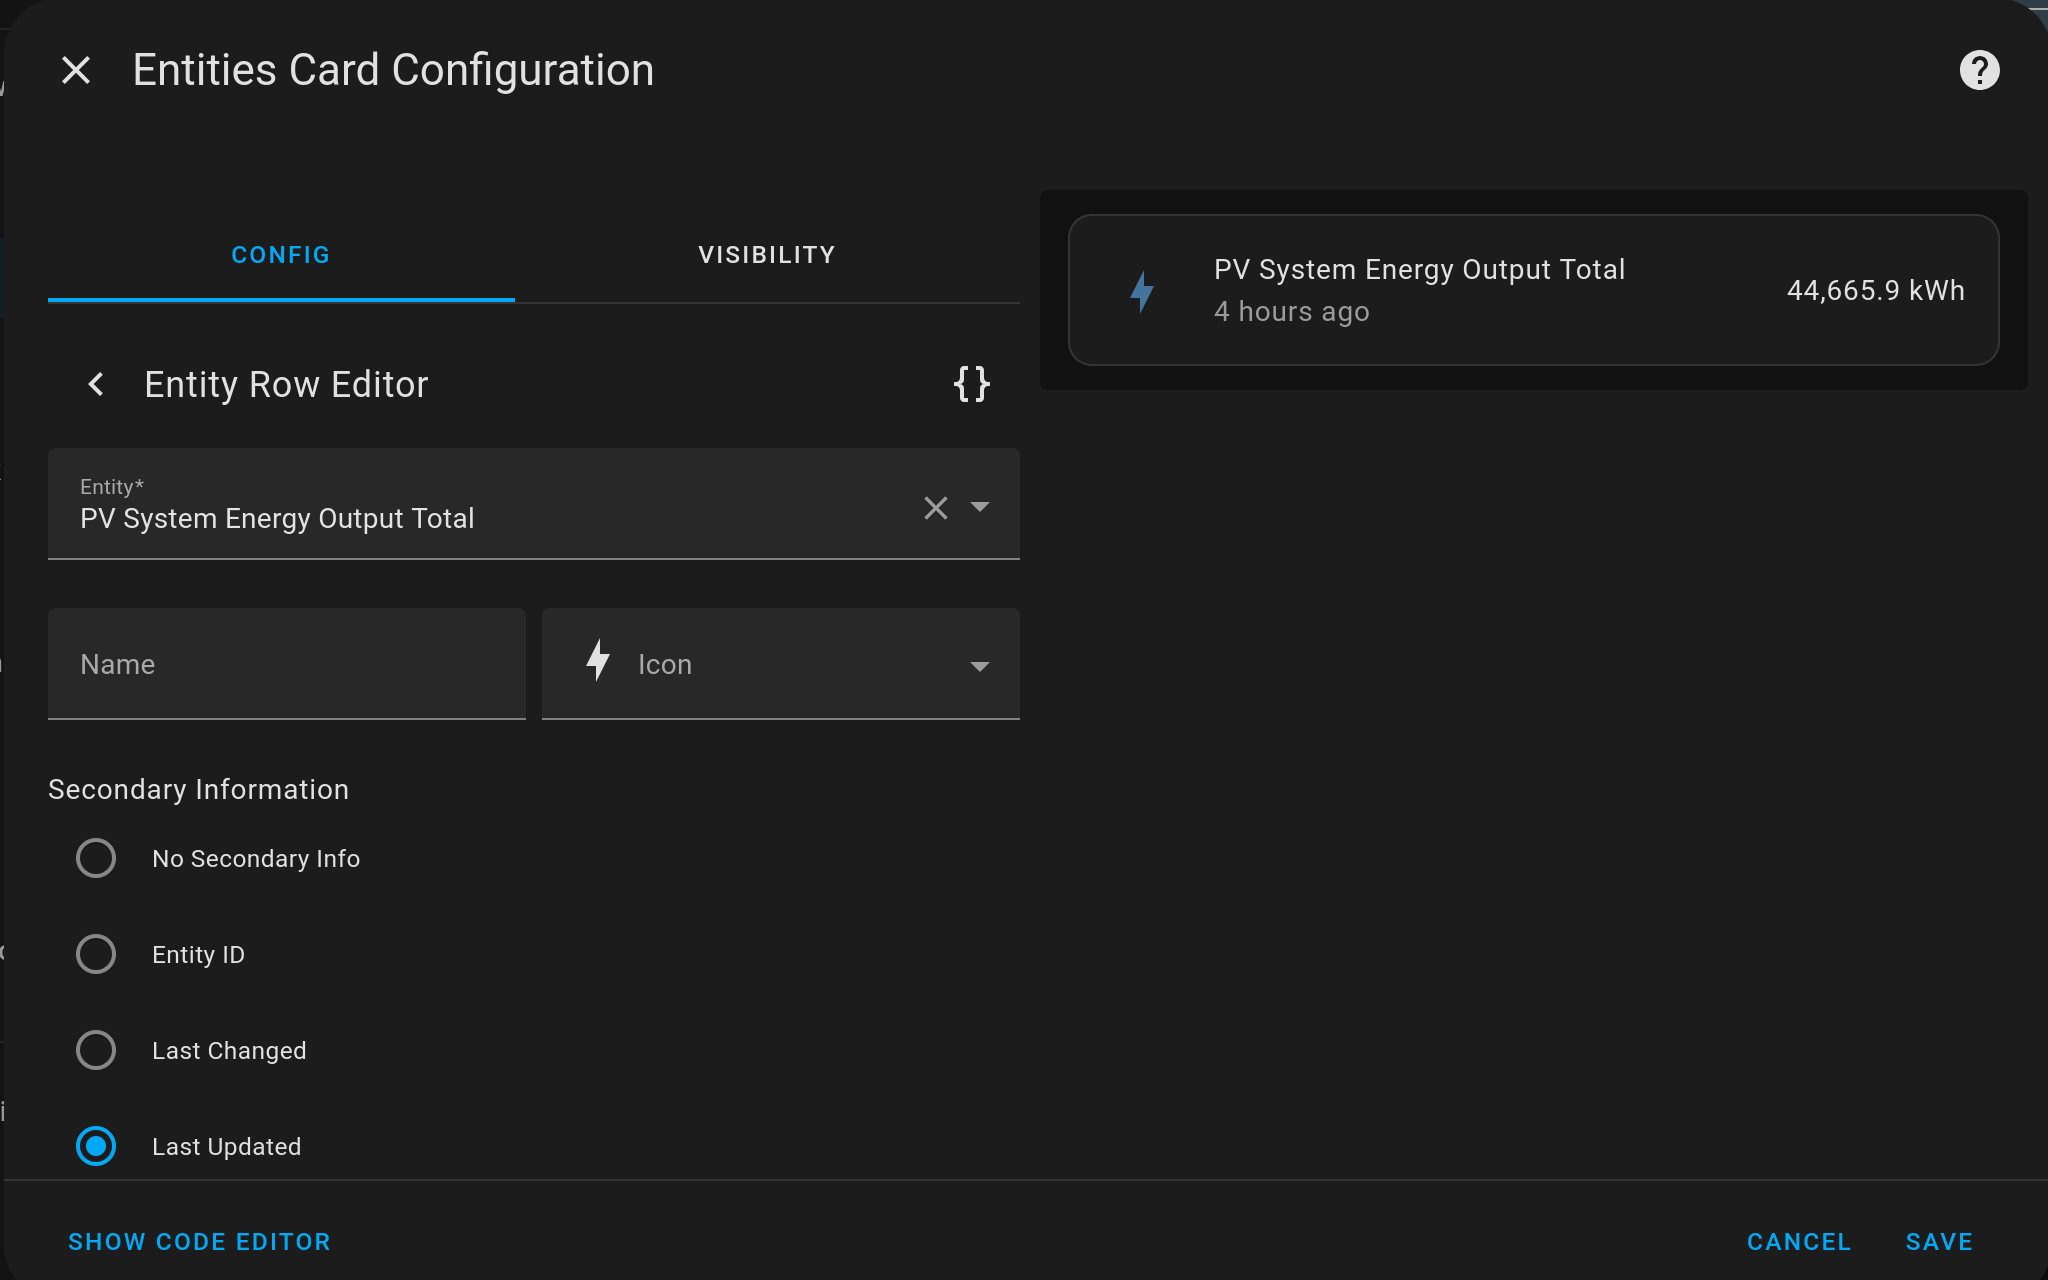 Entities Card Configuration
CONFIG
VISIBILITY
Entity Row Editor
{}
Entity*
PV System Energy Output Total
Name
Icon
Secondary Information
No Secondary Info
Entity ID
Last Changed
Last Updated
PV System Energy Output Total
4 hours ago
44,665.9 kWh
SHOW CODE EDITOR
CANCEL
SAVE